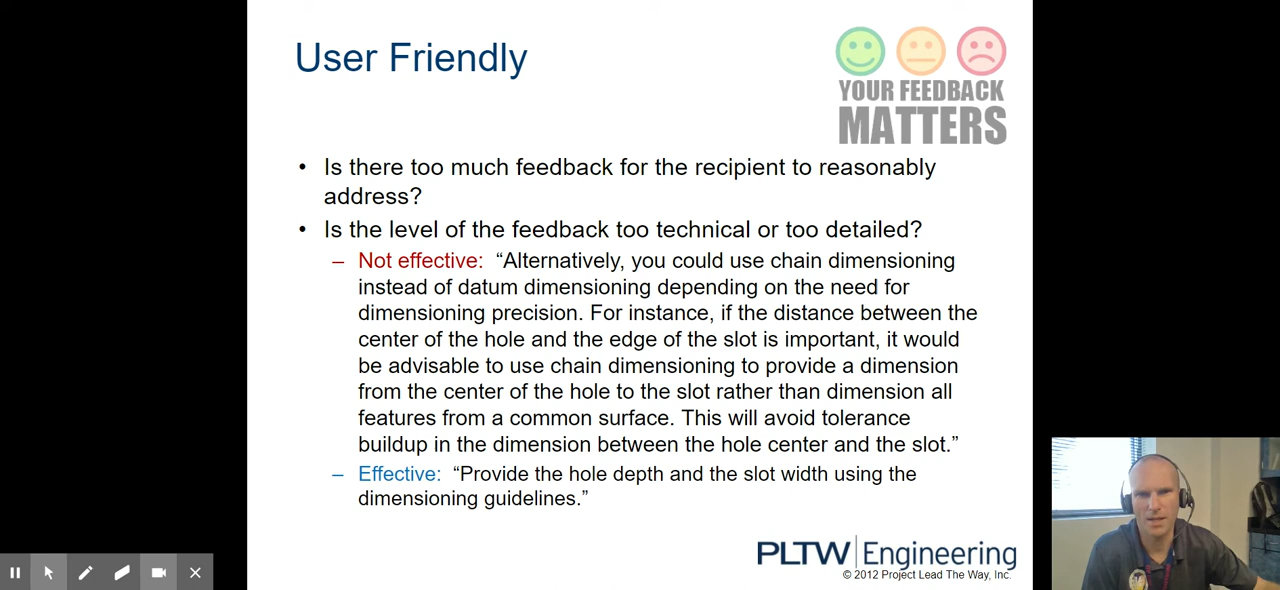 User Friendly
YOUR FEEDBACK
MATTERS
• Is there too much feedback for the recipient to reasonably
address?
• Is the level of the feedback too technical or too detailed?
– Not effective: “Alternatively, you could use chain dimensioning
instead of datum dimensioning depending on the need for
dimensioning precision. For instance, if the distance between the
center of the hole and the edge of the slot is important, it would
be advisable to use chain dimensioning to provide a dimension
from the center of the hole to the slot rather than dimension all
features from a common surface. This will avoid tolerance
buildup in the dimension between the hole center and the slot.”
– Effective: “Provide the hole depth and the slot width using the
dimensioning guidelines.”
PLTW Engineering
© 2012 Project Lead The Way, Inc.